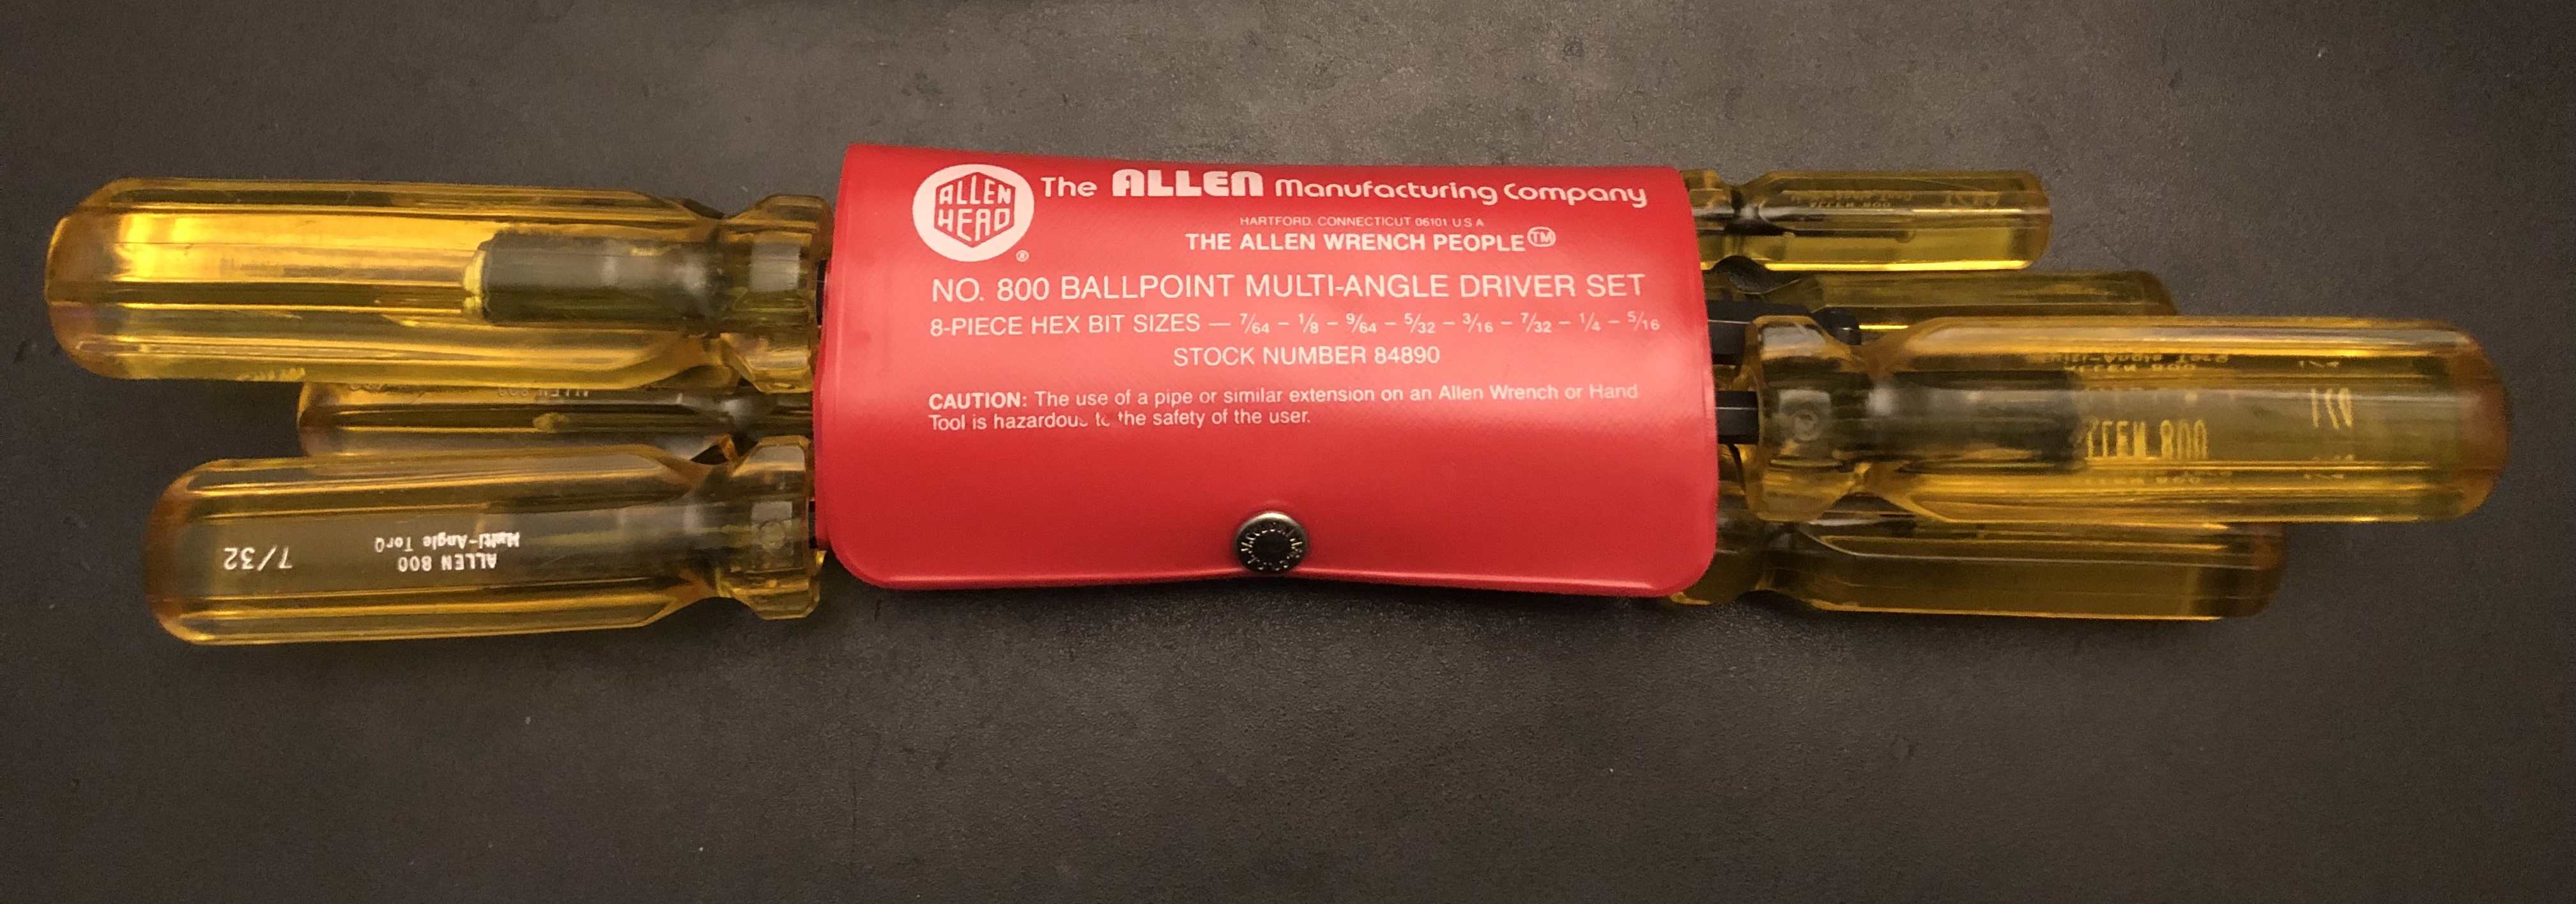 ALLEN
HEAD
®
The ALLEN Manufacturing Company
HARTFORD, CONNECTICUT 06101 U.S.A
THE ALLEN WRENCH PEOPLE™
NO. 800 BALLPOINT MULTI-ANGLE DRIVER SET
8-PIECE HEX BIT SIZES — 7/64 – 1/8 – 9/64 – 5/32 – 3/16 – 7/32 – 1/4 – 5/16
STOCK NUMBER 84890
CAUTION: The use of a pipe or similar extension on an Allen Wrench or Hand
Tool is hazardous to the safety of the user.
ALLEN 800
Multi-Angle TorQ
7/32
ALLEN 800